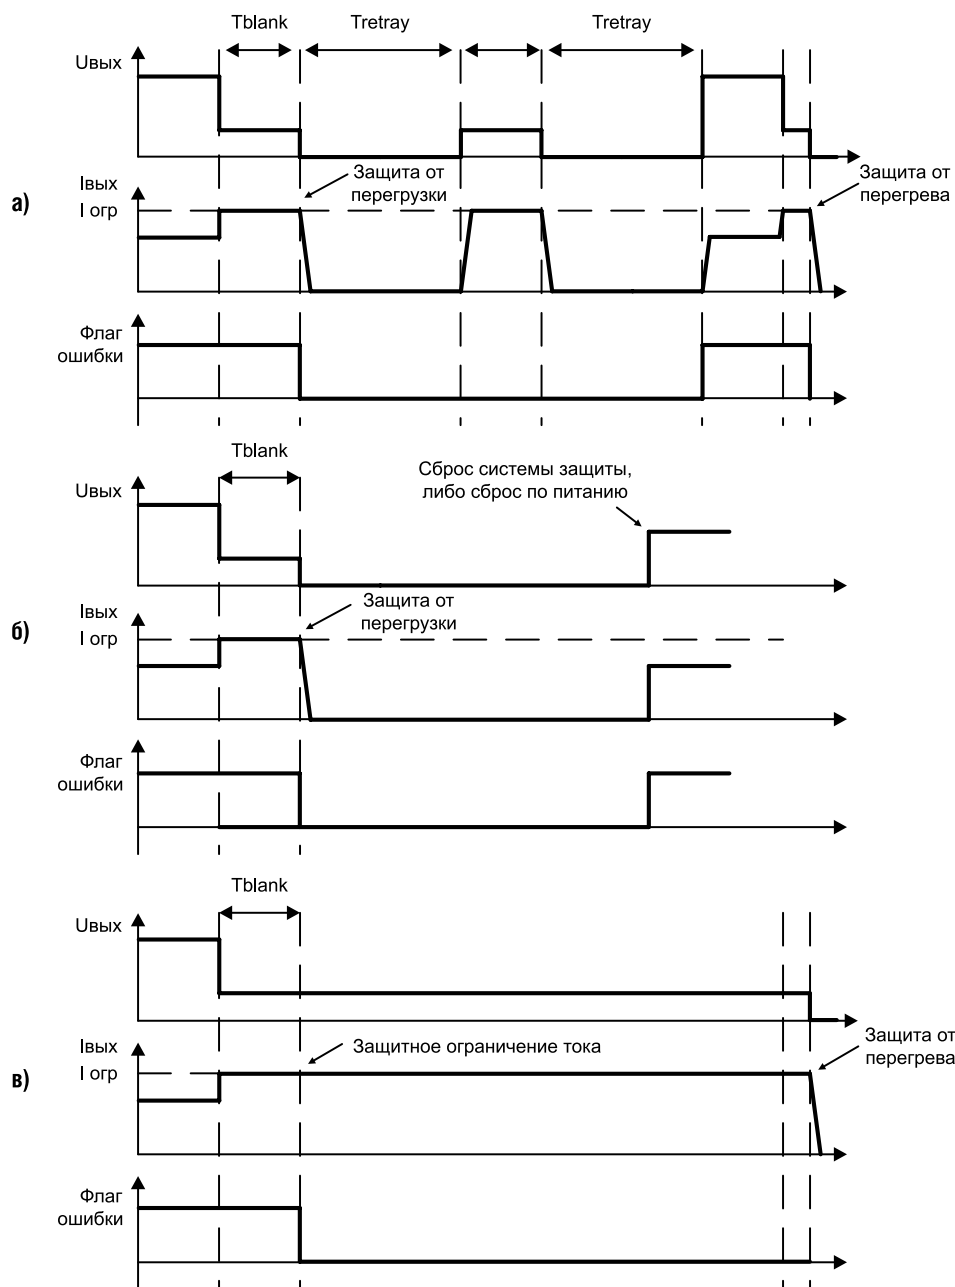 Tblank
Tretray
Tretray
Uвых
Защита от
перегрузки
Защита от
перегрева
а)
Iвых
I огр
Флаг
ошибки
Tblank
Сброс системы защиты,
либо сброс по питанию
Uвых
Защита от
перегрузки
б)
Iвых
I огр
Флаг
ошибки
Tblank
Uвых
Защитное ограничение тока
Защита от
перегрева
в)
Iвых
I огр
Флаг
ошибки